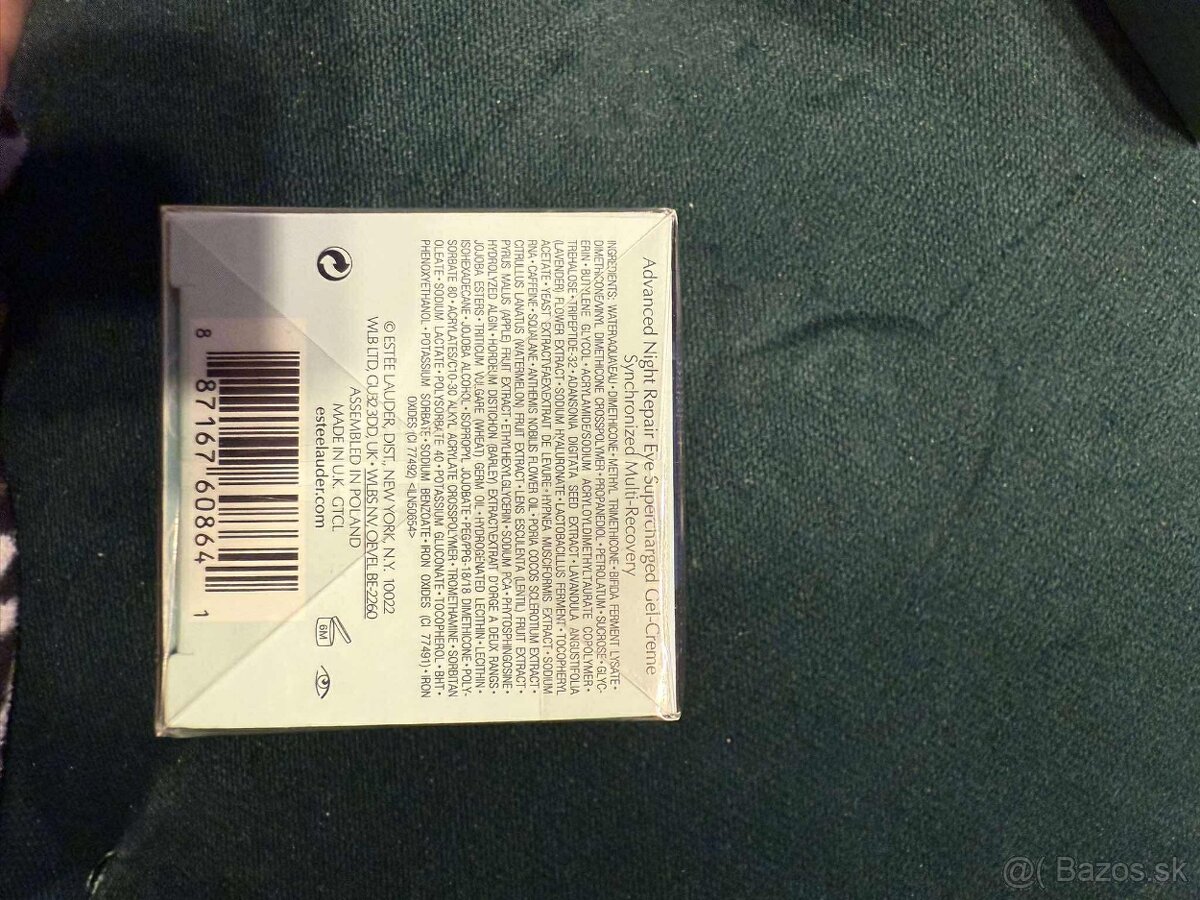 Advanced Night Repair Eye Supercharged Gel-Creme
Synchronized Multi-Recovery
INGREDIENTS: WATER\AQUA\EAU • DIMETHICONE • METHYL TRIMETHICONE • BIFIDA FERMENT LYSATE •
DIMETHICONE/VINYL DIMETHICONE CROSSPOLYMER • PROPANEDIOL • PETROLATUM • SUCROSE • GLYC-
ERIN • BUTYLENE GLYCOL • ACRYLAMIDE/SODIUM ACRYLOYLDIMETHYLTAURATE COPOLYMER •
TREHALOSE • TRIPEPTIDE-32 • ADANSONIA DIGITATA SEED EXTRACT • LAVANDULA ANGUSTIFOLIA
(LAVENDER) FLOWER EXTRACT • SODIUM HYALURONATE • LACTOBACILLUS FERMENT • TOCOPHERYL
ACETATE • YEAST EXTRACT\FAEX\EXTRAIT DE LEVURE • HYPNEA MUSCIFORMIS EXTRACT • SODIUM
RNA • CAFFEINE • SQUALANE • ANTHEMIS NOBILIS FLOWER OIL • PORIA COCOS SCLEROTIUM EXTRACT •
CITRULLUS LANATUS (WATERMELON) FRUIT EXTRACT • LENS ESCULENTA (LENTIL) FRUIT EXTRACT •
PYRUS MALUS (APPLE) FRUIT EXTRACT • ETHYLHEXYLGLYCERIN • SODIUM PCA • PHYTOSPHINGOSINE •
HYDROLYZED ALGIN • HORDEUM DISTICHON (BARLEY) EXTRACT\EXTRAIT D'ORGE À DEUX RANGS •
JOJOBA ESTERS • TRITICUM VULGARE (WHEAT) GERM OIL • HYDROGENATED LECITHIN • LECITHIN •
ISOHEXADECANE • JOJOBA ALCOHOL • ISOPROPYL JOJOBATE • PEG/PPG-18/18 DIMETHICONE • POLY-
SORBATE 80 • ACRYLATES/C10-30 ALKYL ACRYLATE CROSSPOLYMER • TROMETHAMINE • SORBITAN
OLEATE • SODIUM LACTATE • POLYSORBATE 40 • POTASSIUM GLUCONATE • TOCOPHEROL • BHT •
PHENOXYETHANOL • POTASSIUM SORBATE • SODIUM BENZOATE • IRON OXIDES (CI 77491) • IRON
OXIDES (CI 77492) <LN50654>
© ESTĒE LAUDER, DIST., NEW YORK, N.Y. 10022
WLB LTD, GU32 3DD, UK • WLBS NV, OEVEL BE-2260
ASSEMBLED IN POLAND
MADE IN U.K. GTCL
esteelauder.com
6M
8 87167 60864 1
@( Bazos.sk